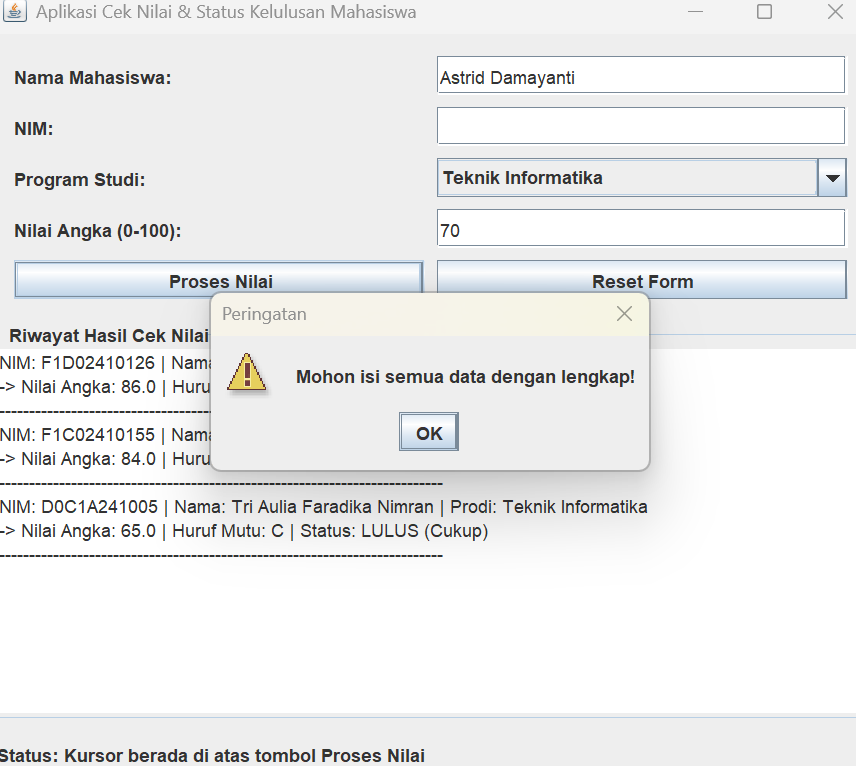 Aplikasi Cek Nilai & Status Kelulusan Mahasiswa
Nama Mahasiswa: Astrid Damayanti
NIM:
Program Studi: Teknik Informatika
Nilai Angka (0-100): 70
Proses Nilai Reset Form
Peringatan
Mohon isi semua data dengan lengkap!
OK
Riwayat Hasil Cek Nilai
NIM: F1D02410126 | Nama
-> Nilai Angka: 86.0 | Huru
NIM: F1C02410155 | Nama
-> Nilai Angka: 84.0 | Huru
NIM: D0C1A241005 | Nama: Tri Aulia Faradika Nimran | Prodi: Teknik Informatika
-> Nilai Angka: 65.0 | Huruf Mutu: C | Status: LULUS (Cukup)
Status: Kursor berada di atas tombol Proses Nilai